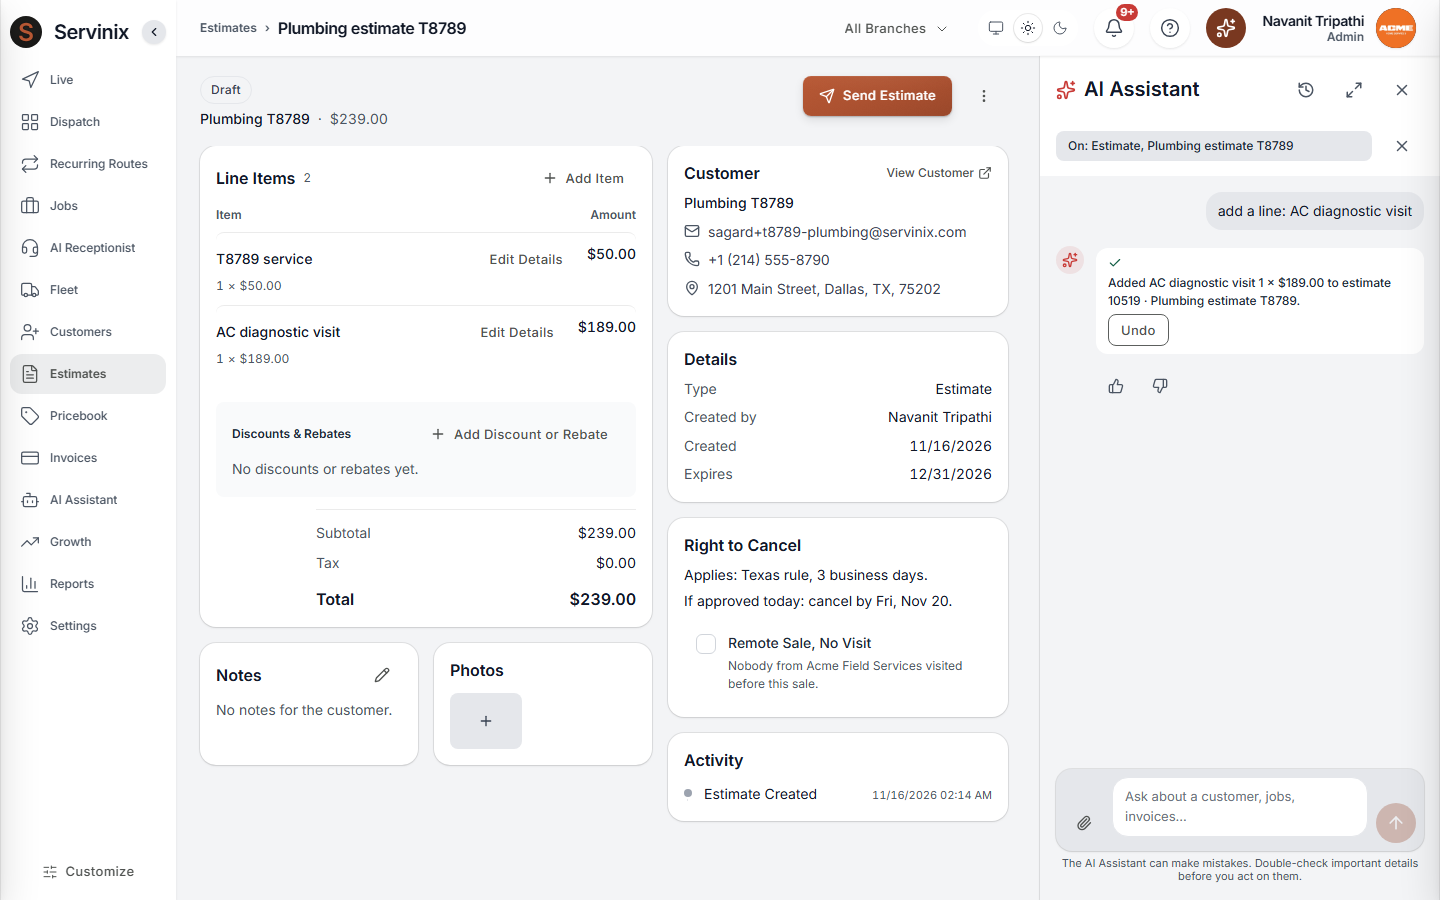 Servinix
Live
Dispatch
Recurring Routes
Jobs
AI Receptionist
Fleet
Customers
Estimates
Pricebook
Invoices
AI Assistant
Growth
Reports
Settings
Customize
Estimates › Plumbing estimate T8789
All Branches
9+
Navanit Tripathi
Admin
ACME
Draft
Plumbing T8789 · $239.00
Send Estimate
Line Items 2
+ Add Item
Item Amount
T8789 service Edit Details $50.00
1 × $50.00
AC diagnostic visit Edit Details $189.00
1 × $189.00
Discounts & Rebates + Add Discount or Rebate
No discounts or rebates yet.
Subtotal $239.00
Tax $0.00
Total $239.00
Notes
No notes for the customer.
Photos
+
Customer View Customer
Plumbing T8789
sagard+t8789-plumbing@servinix.com
+1 (214) 555-8790
1201 Main Street, Dallas, TX, 75202
Details
Type Estimate
Created by Navanit Tripathi
Created 11/16/2026
Expires 12/31/2026
Right to Cancel
Applies: Texas rule, 3 business days.
If approved today: cancel by Fri, Nov 20.
Remote Sale, No Visit
Nobody from Acme Field Services visited
before this sale.
Activity
Estimate Created 11/16/2026 02:14 AM
AI Assistant
On: Estimate, Plumbing estimate T8789
add a line: AC diagnostic visit
Added AC diagnostic visit 1 × $189.00 to estimate
10519 · Plumbing estimate T8789.
Undo
Ask about a customer, jobs,
invoices...
The AI Assistant can make mistakes. Double-check important details
before you act on them.